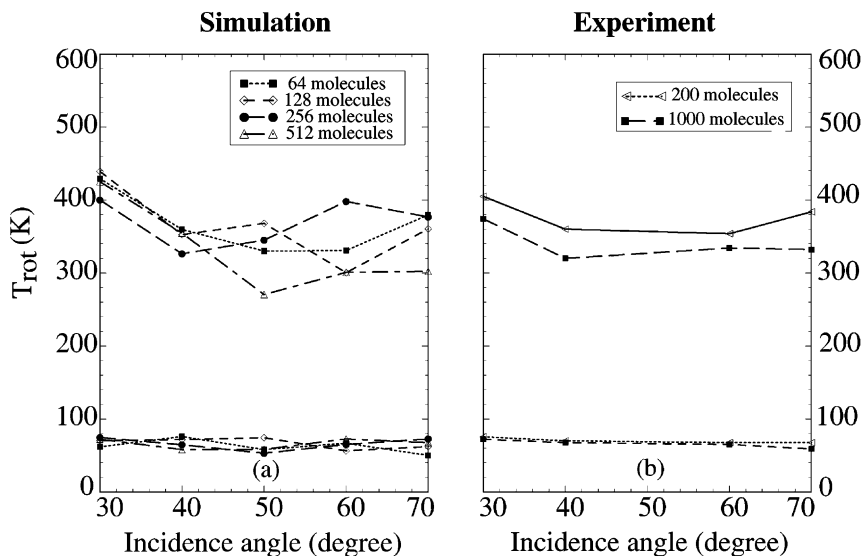 Simulation
Experiment
600
500
400
300
200
100
0
T_rot (K)
64 molecules
128 molecules
256 molecules
512 molecules
(a)
30 40 50 60 70
Incidence angle (degree)
200 molecules
1000 molecules
(b)
600
500
400
300
200
100
0
30 40 50 60 70
Incidence angle (degree)